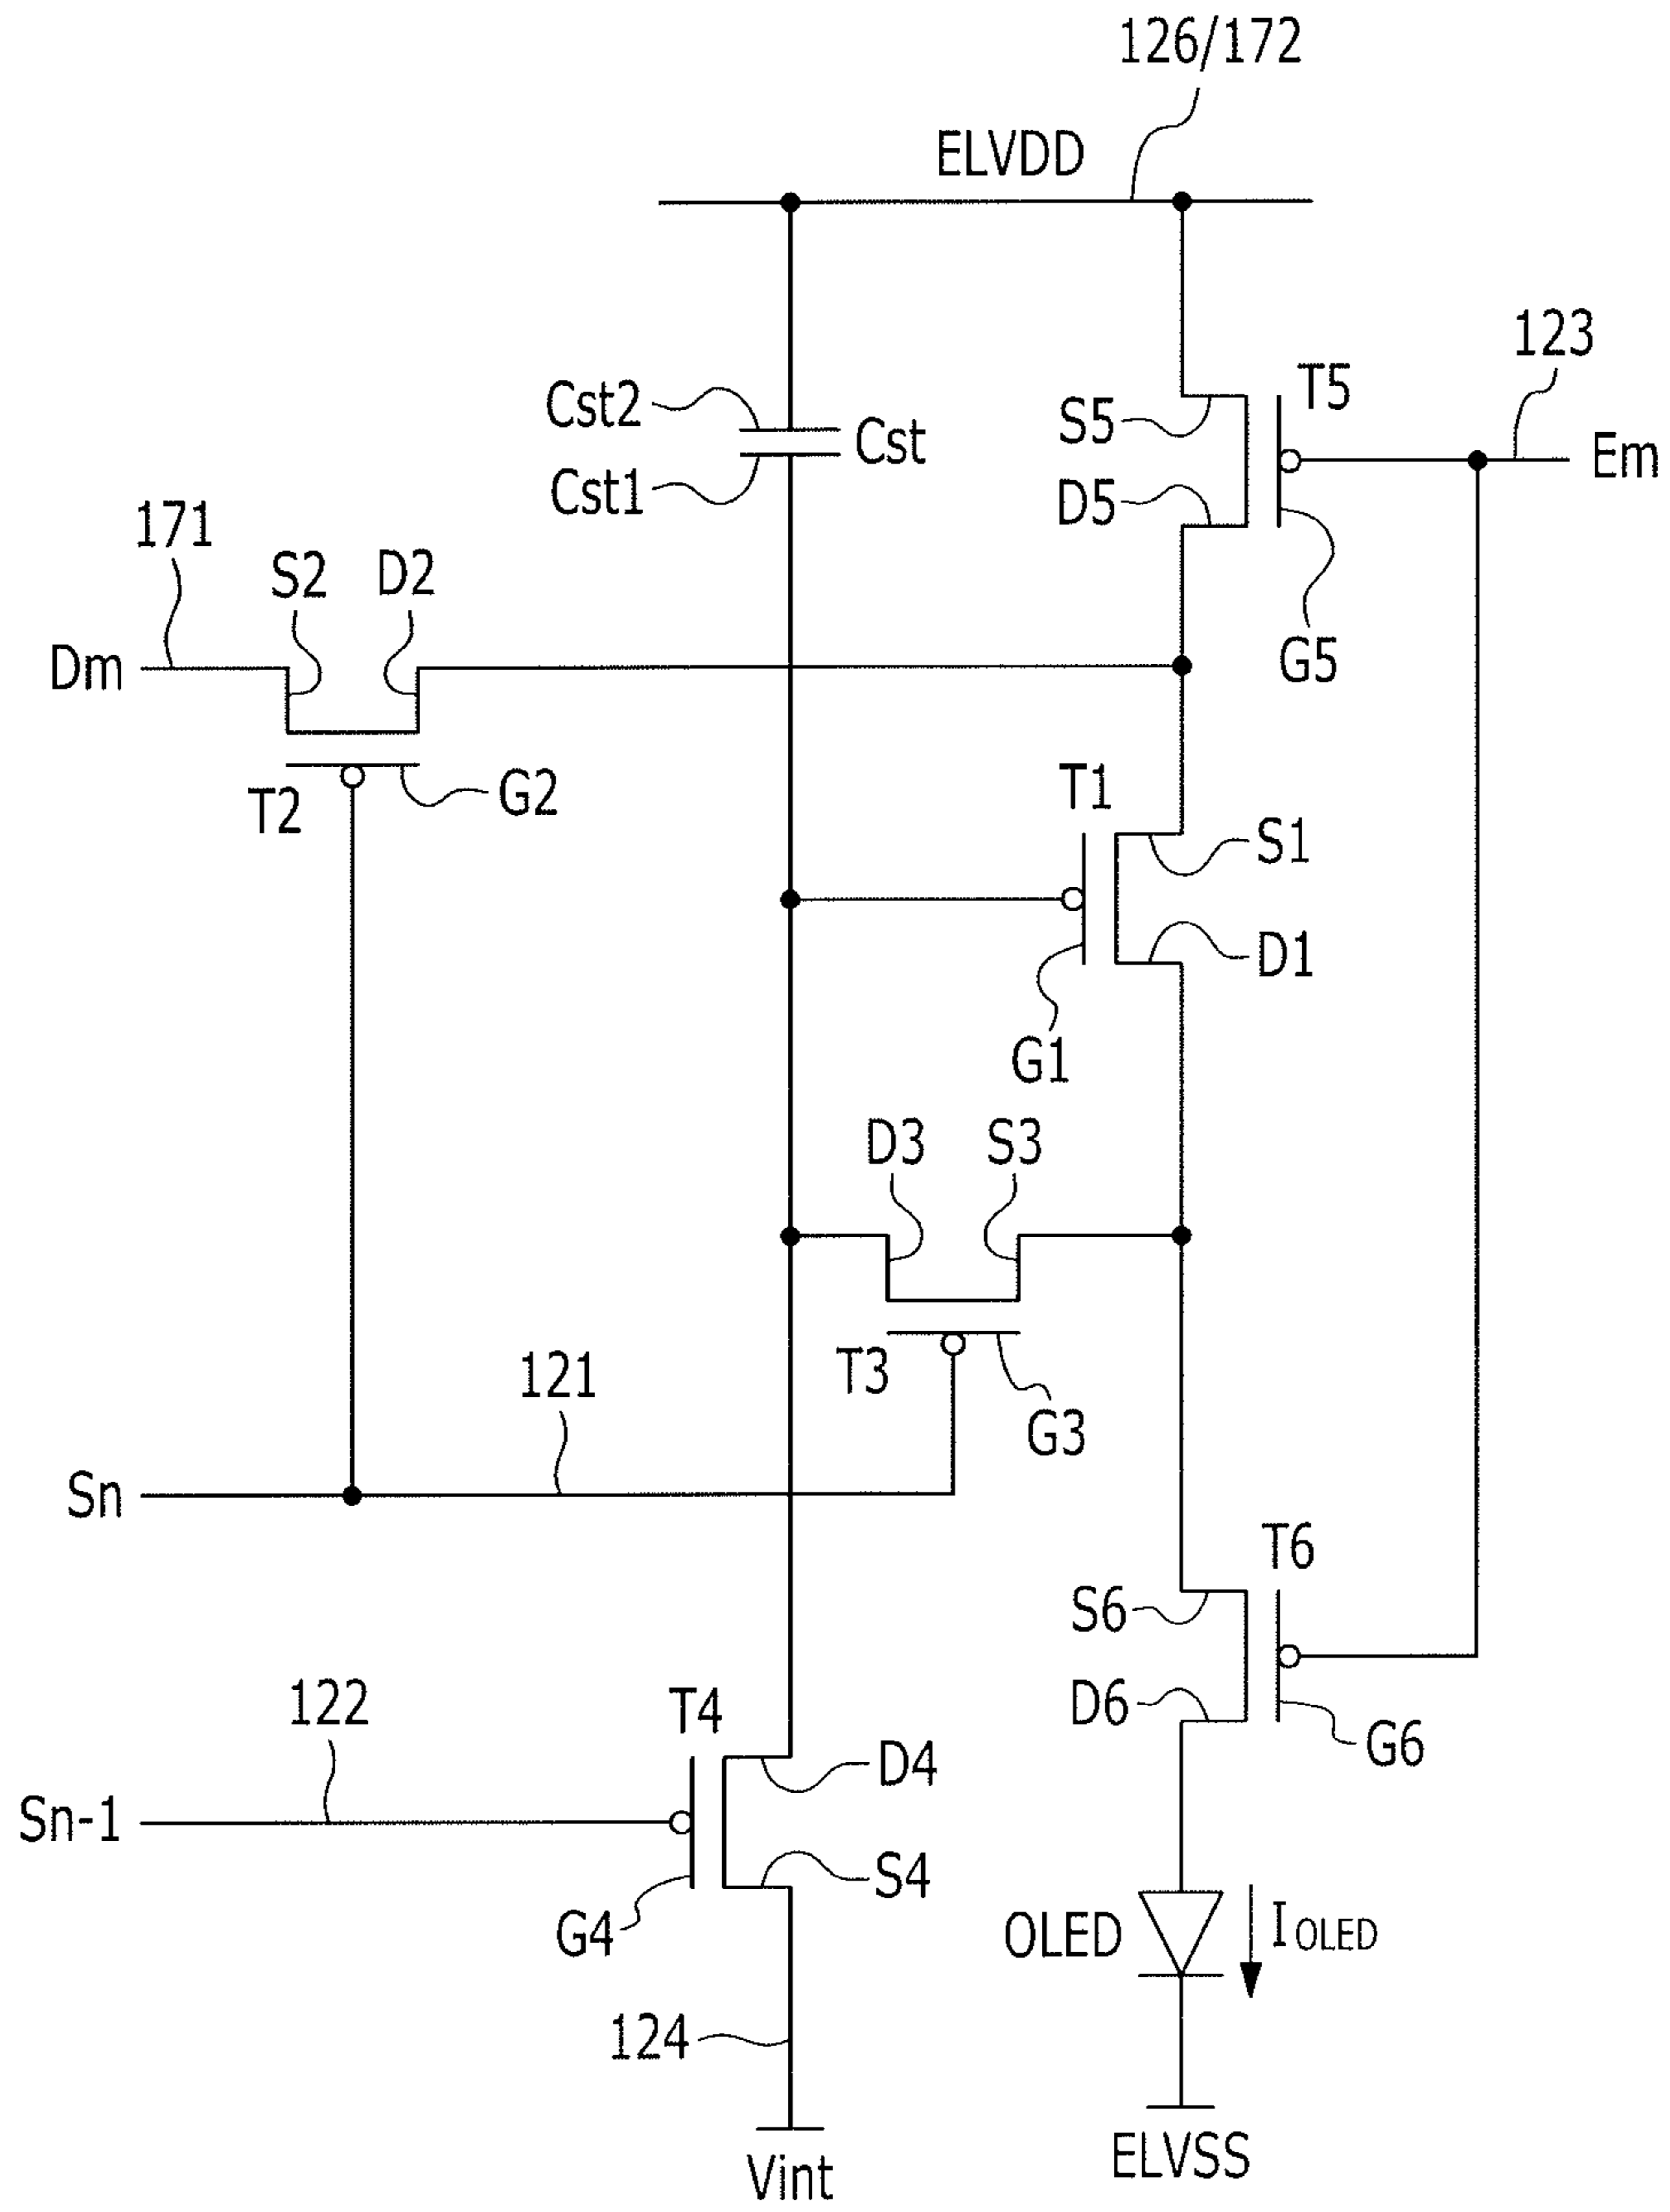 126/172
ELVDD
123
T5
Em
Cst2
Cst
S5
Cst1
D5
171
S2
D2
Dm
G5
T2
G2
T1
S1
D1
G1
D3
S3
T3
121
G3
Sn
T6
S6
122
T4
D6
G6
D4
Sn-1
S4
G4
OLED
I OLED
124
ELVSS
Vint